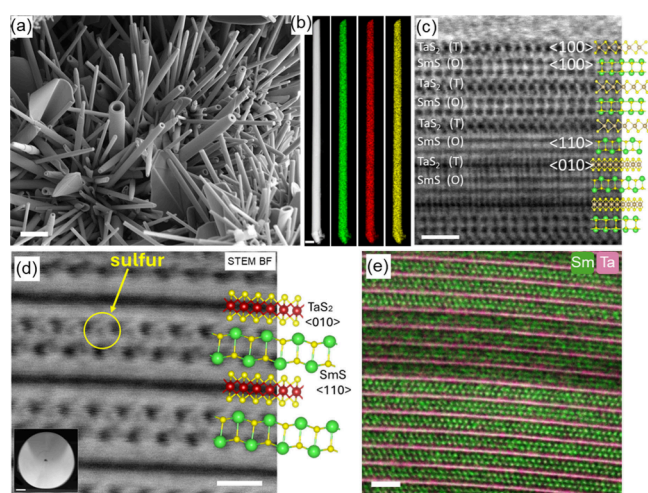 (a)
(b)
(c)
TaS₂ (T) <100>
SmS (O) <100>
TaS₂ (T)
SmS (O)
TaS₂ (T)
SmS (O) <110>
TaS₂ (T) <010>
SmS (O)
(d)
sulfur
STEM BF
TaS₂
<010>
SmS
<110>
(e)
Sm Ta